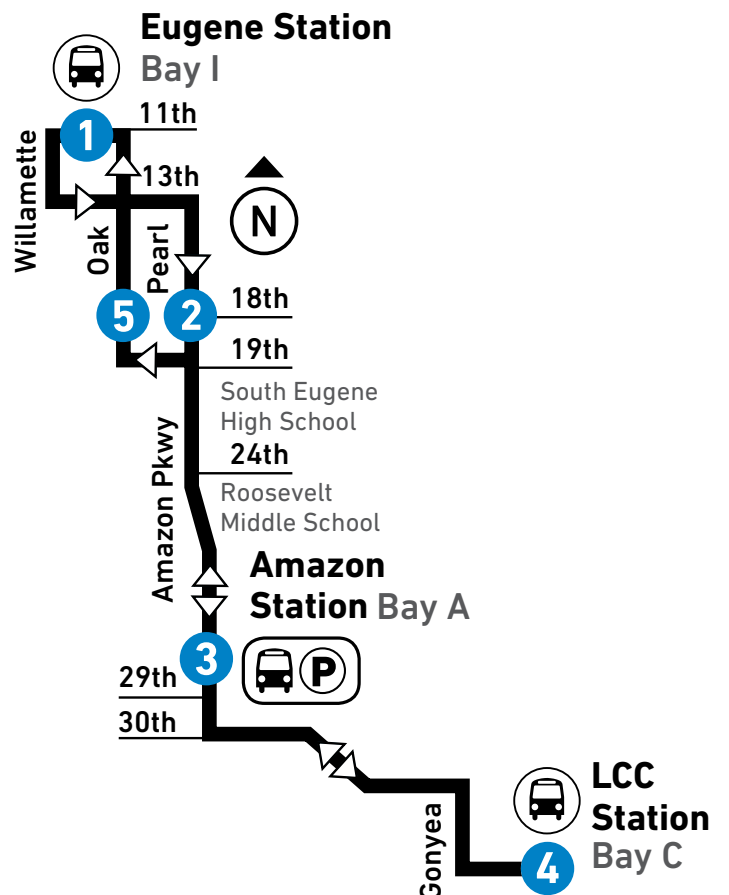 Eugene Station
Bay I
1
11th
Willamette
13th
N
Oak
Pearl
5
2
18th
19th
South Eugene
High School
24th
Amazon Pkwy
Roosevelt
Middle School
Amazon
Station Bay A
3
P
29th
30th
LCC
Station
Bay C
Gonyea
4